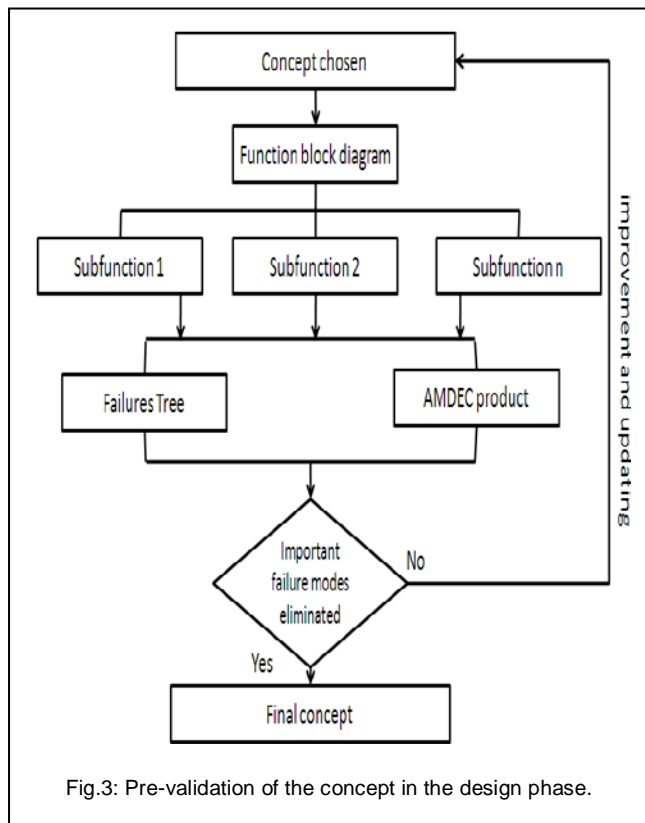 Concept chosen
Function block diagram
Subfunction 1
Subfunction 2
Subfunction n
Failures Tree
AMDEC product
Important
failure modes
eliminated
No
Yes
Final concept
improvement and updating
Fig.3: Pre-validation of the concept in the design phase.